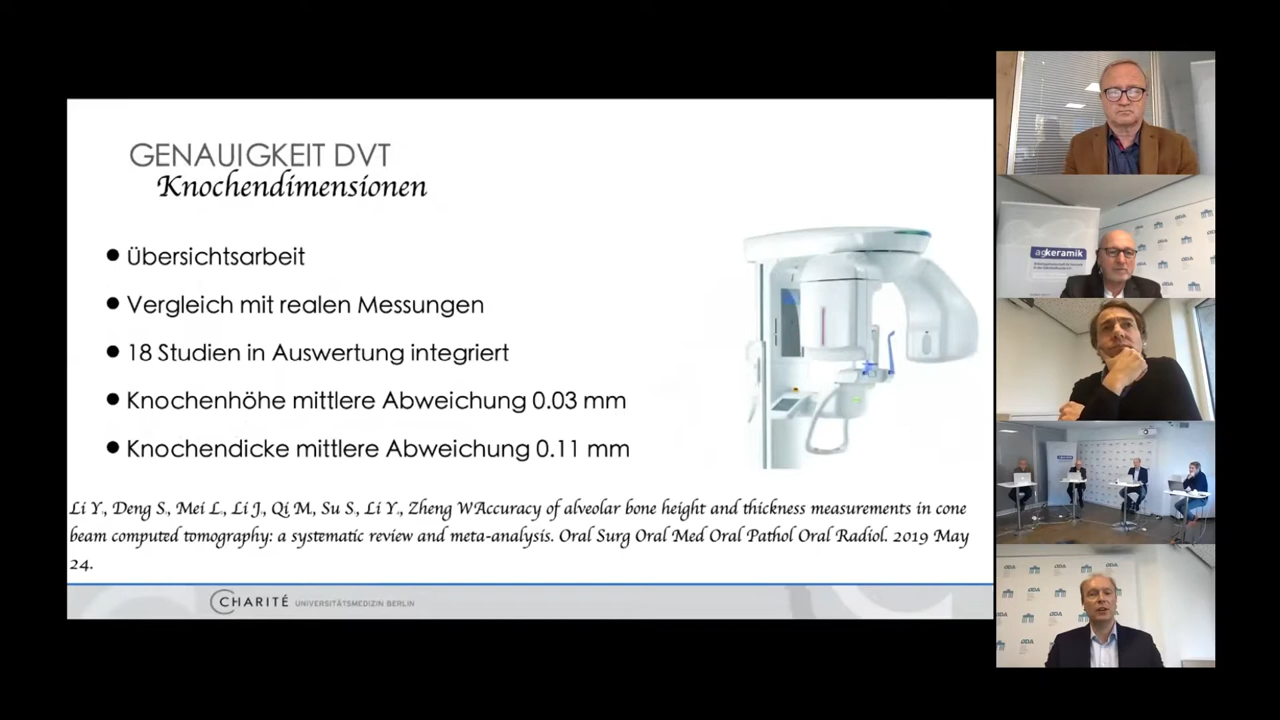 GENAUIGKEIT DVT
Knochendimensionen
Übersichtsarbeit
Vergleich mit realen Messungen
18 Studien in Auswertung integriert
Knochenhöhe mittlere Abweichung 0.03 mm
Knochendicke mittlere Abweichung 0.11 mm
Li Y., Deng S., Mei L., Li J., Qi M., Su S., Li Y., Zheng WAccuracy of alveolar bone height and thickness measurements in cone
beam computed tomography: a systematic review and meta-analysis. Oral Surg Oral Med Oral Pathol Oral Radiol. 2019 May
24.
CHARITÉ UNIVERSITÄTSMEDIZIN BERLIN
agkeramik